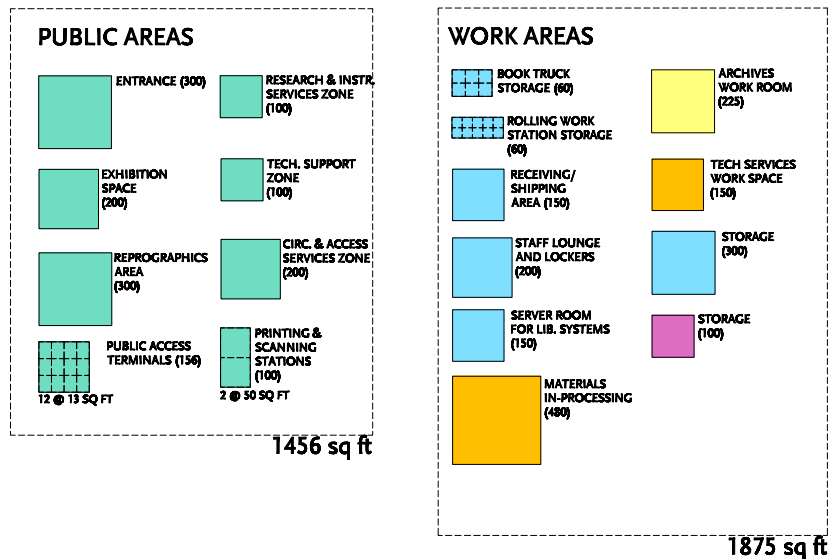 PUBLIC AREAS
ENTRANCE (300)
EXHIBITION
SPACE
(200)
REPROGRAPHICS
AREA
(300)
PUBLIC ACCESS
TERMINALS (156)
12 @ 13 SQ FT
RESEARCH & INSTR.
SERVICES ZONE
(100)
TECH. SUPPORT
ZONE
(100)
CIRC. & ACCESS
SERVICES ZONE
(200)
PRINTING &
SCANNING
STATIONS
(100)
2 @ 50 SQ FT
1456 sq ft
WORK AREAS
BOOK TRUCK
STORAGE (60)
ROLLING WORK
STATION STORAGE
(60)
RECEIVING/
SHIPPING
AREA (150)
STAFF LOUNGE
AND LOCKERS
(200)
SERVER ROOM
FOR LIB. SYSTEMS
(150)
MATERIALS
IN-PROCESSING
(480)
ARCHIVES
WORK ROOM
(225)
TECH SERVICES
WORK SPACE
(150)
STORAGE
(300)
STORAGE
(100)
1875 sq ft